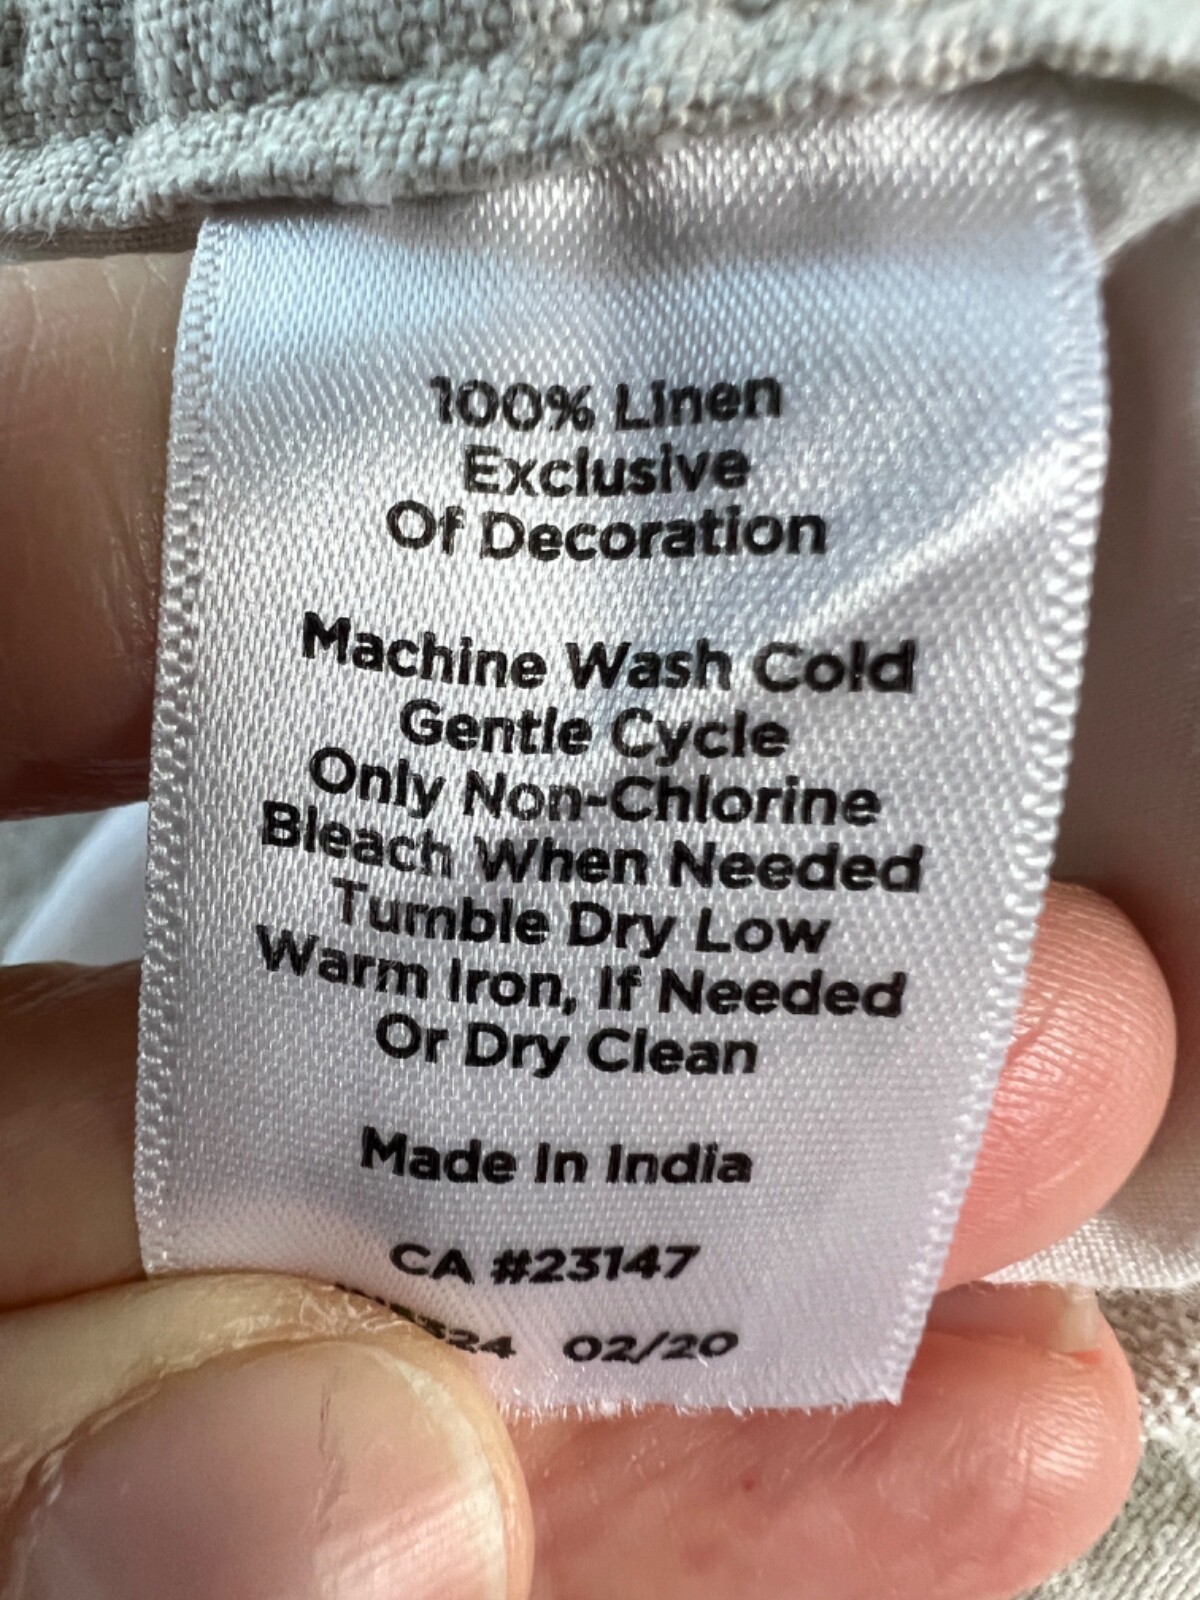 100% Linen
Exclusive
Of Decoration
Machine Wash Cold
Gentle Cycle
Only Non-Chlorine
Bleach When Needed
Tumble Dry Low
Warm Iron, If Needed
Or Dry Clean
Made In India
CA #23147
02/20